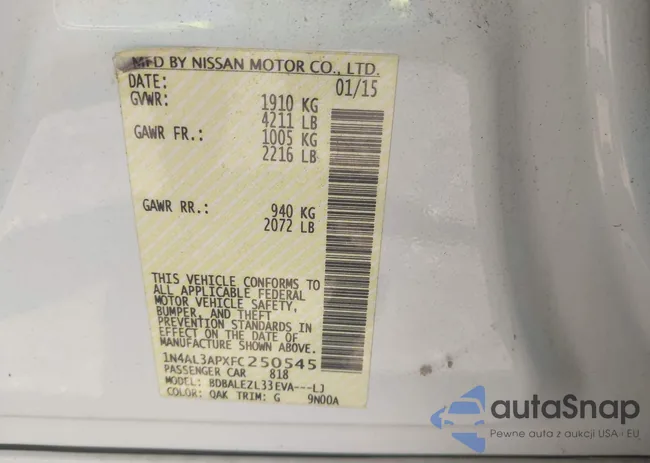 MFD BY NISSAN MOTOR CO., LTD.
DATE: 01/15
GVWR: 1910 KG
4211 LB
GAWR FR.: 1005 KG
2216 LB
GAWR RR.: 940 KG
2072 LB
THIS VEHICLE CONFORMS TO
ALL APPLICABLE FEDERAL
MOTOR VEHICLE SAFETY,
BUMPER, AND THEFT
PREVENTION STANDARDS
IN EFFECT ON THE DATE OF
MANUFACTURE SHOWN ABOVE.
1N4AL3APXFC250545
PASSENGER CAR 818
MODEL: BDBALEZL33EVA---LJ
COLOR: QAK TRIM: G 9N00A
autaSnap
Pewne auta z aukcji USA i EU